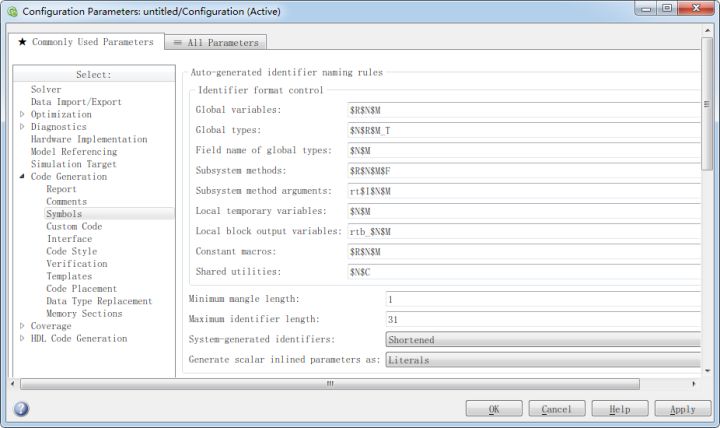 Configuration Parameters: untitled/Configuration (Active)
★ Commonly Used Parameters
≡ All Parameters
Select:
Solver
Data Import/Export
Optimization
Diagnostics
Hardware Implementation
Model Referencing
Simulation Target
Code Generation
Report
Comments
Symbols
Custom Code
Interface
Code Style
Verification
Templates
Code Placement
Data Type Replacement
Memory Sections
Coverage
HDL Code Generation
Auto-generated identifier naming rules
Identifier format control
Global variables: $R$N$M
Global types: $N$R$M_T
Field name of global types: $N$M
Subsystem methods: $R$N$M$F
Subsystem method arguments: rt$I$N$M
Local temporary variables: $N$M
Local block output variables: rtb_$N$M
Constant macros: $R$N$M
Shared utilities: $N$C
Minimum mangle length: 1
Maximum identifier length: 31
System-generated identifiers: Shortened
Generate scalar inlined parameters as: Literals
? OK Cancel Help Apply